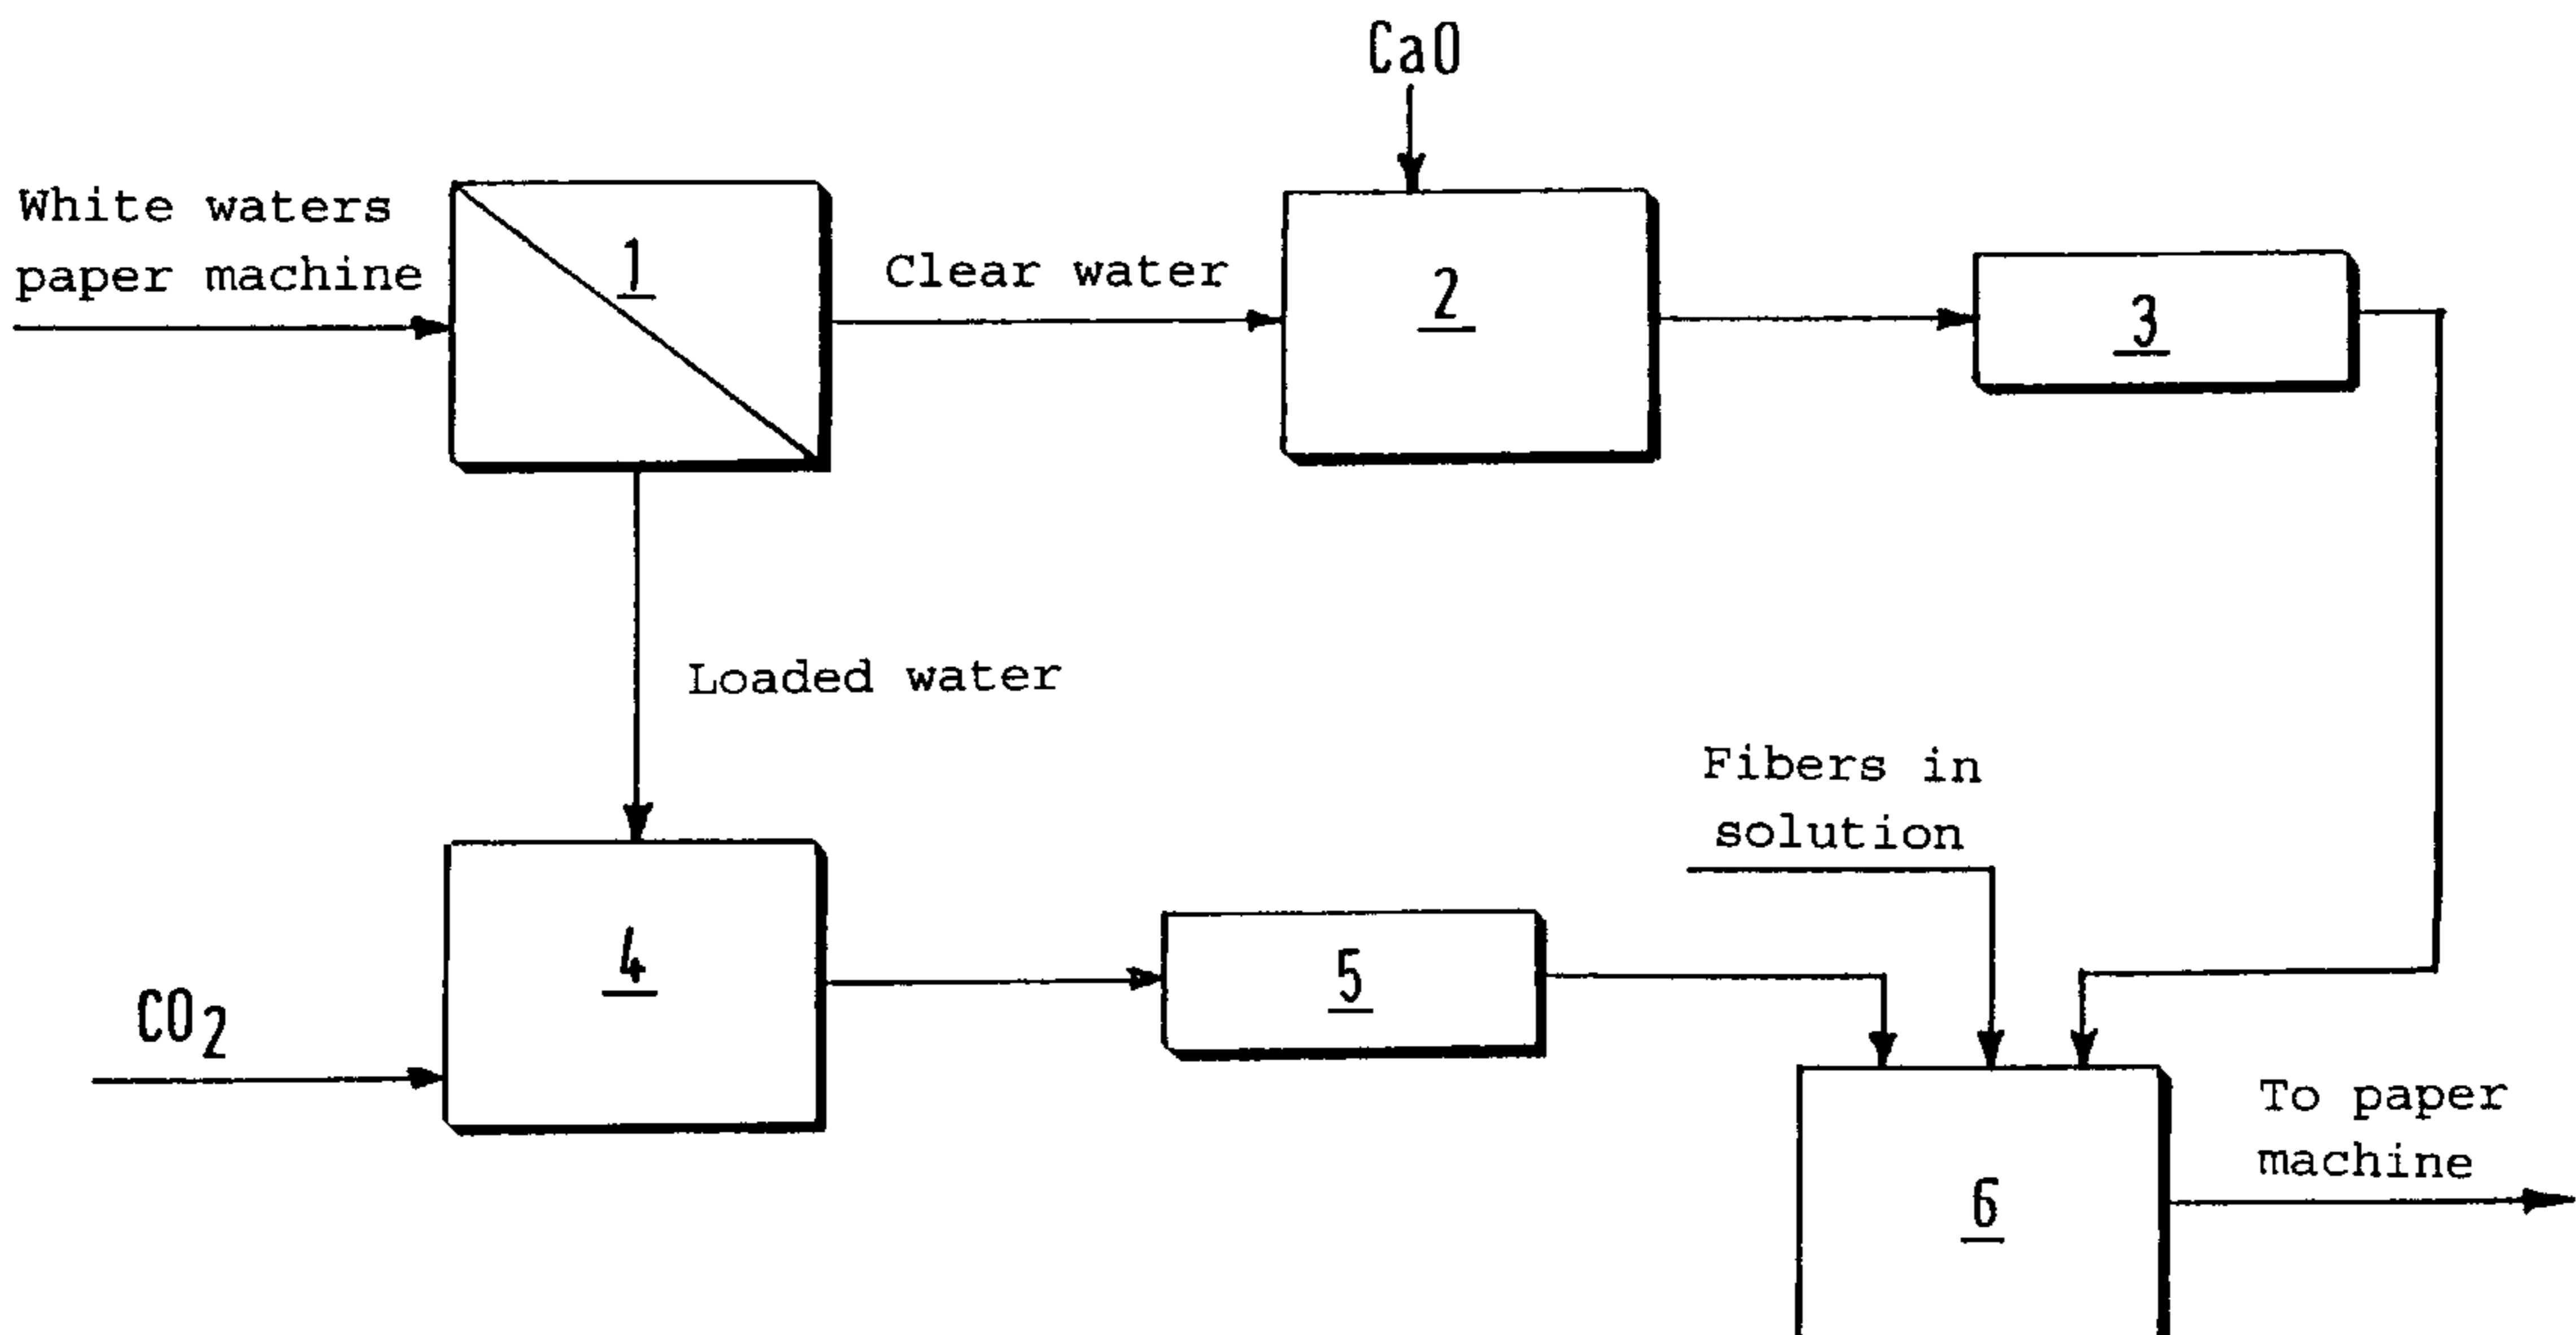 CaO
White waters
paper machine
1
Clear water
2
3
Loaded water
Fibers in
solution
4
5
CO2
To paper
machine
6